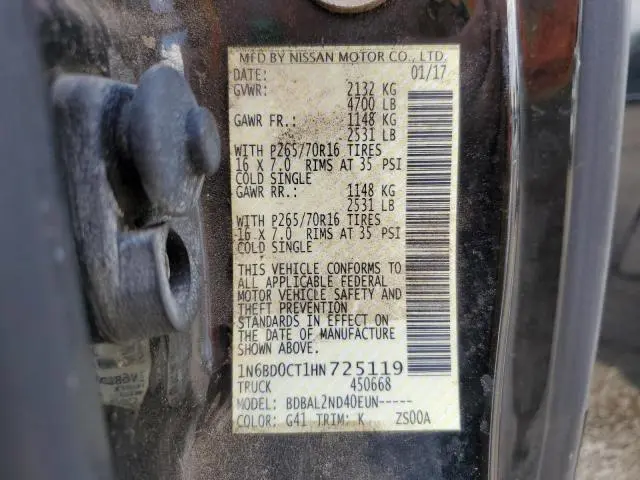 MFD BY NISSAN MOTOR CO., LTD.
DATE: 01/17
GVWR: 2132 KG
4700 LB
GAWR FR.: 1148 KG
2531 LB
WITH P265/70R16 TIRES
16 X 7.0 RIMS AT 35 PSI
COLD SINGLE
GAWR RR.: 1148 KG
2531 LB
WITH P265/70R16 TIRES
16 X 7.0 RIMS AT 35 PSI
COLD SINGLE
THIS VEHICLE CONFORMS TO
ALL APPLICABLE FEDERAL
MOTOR VEHICLE SAFETY AND
THEFT PREVENTION
STANDARDS IN EFFECT ON
THE DATE OF MANUFACTURE
SHOWN ABOVE.
1N6BD0CT1HN725119
TRUCK 450668
MODEL: BDBAL2ND40EUN-----
COLOR: G41 TRIM: K ZS00A